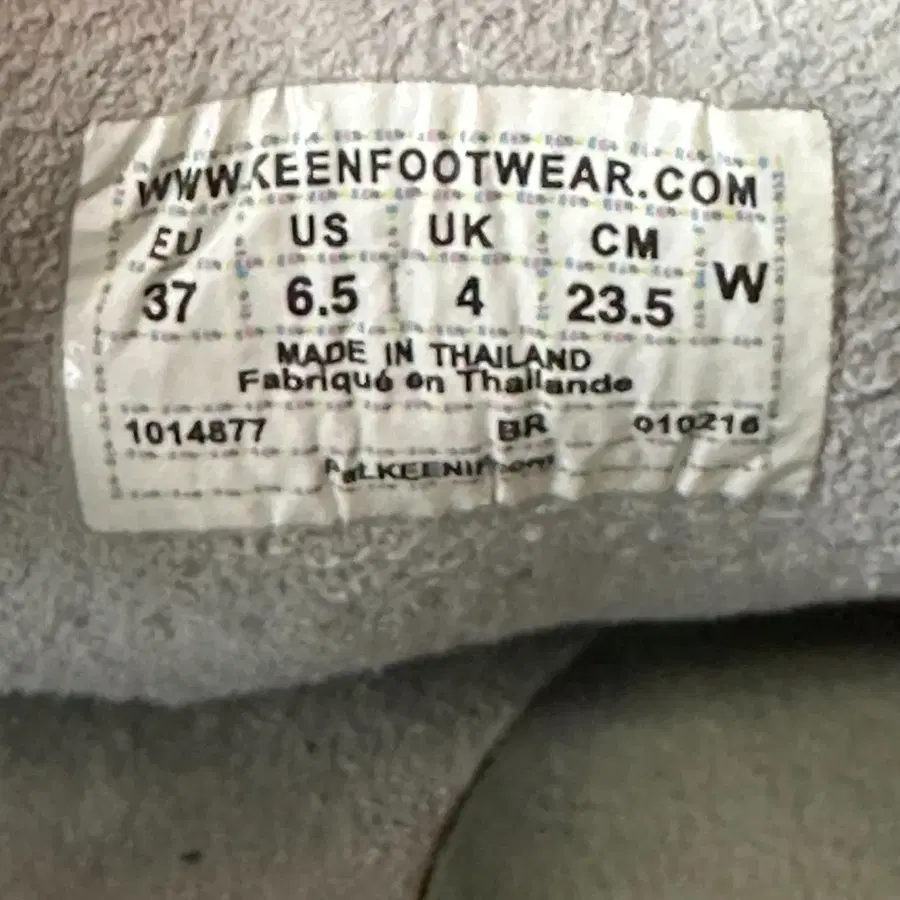 WWW.KEENFOOTWEAR.COM
EU US UK CM W
37 6.5 4 23.5
MADE IN THAILAND
Fabriqué en Thaïlande
1014877 BR 010216